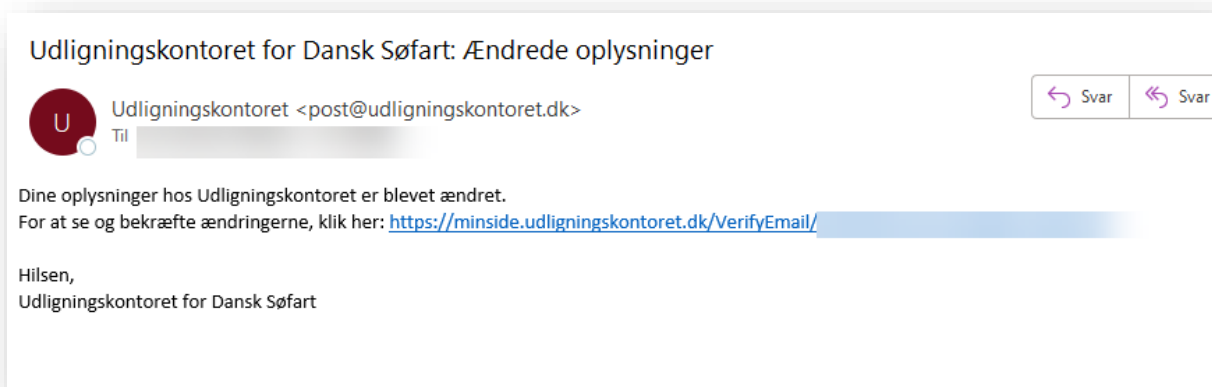 Udligningskontoret for Dansk Søfart: Ændrede oplysninger
U
Udligningskontoret <post@udligningskontoret.dk>
Til
Svar
Svar
Dine oplysninger hos Udligningskontoret er blevet ændret.
For at se og bekræfte ændringerne, klik her: https://minside.udligningskontoret.dk/VerifyEmail/
Hilsen,
Udligningskontoret for Dansk Søfart